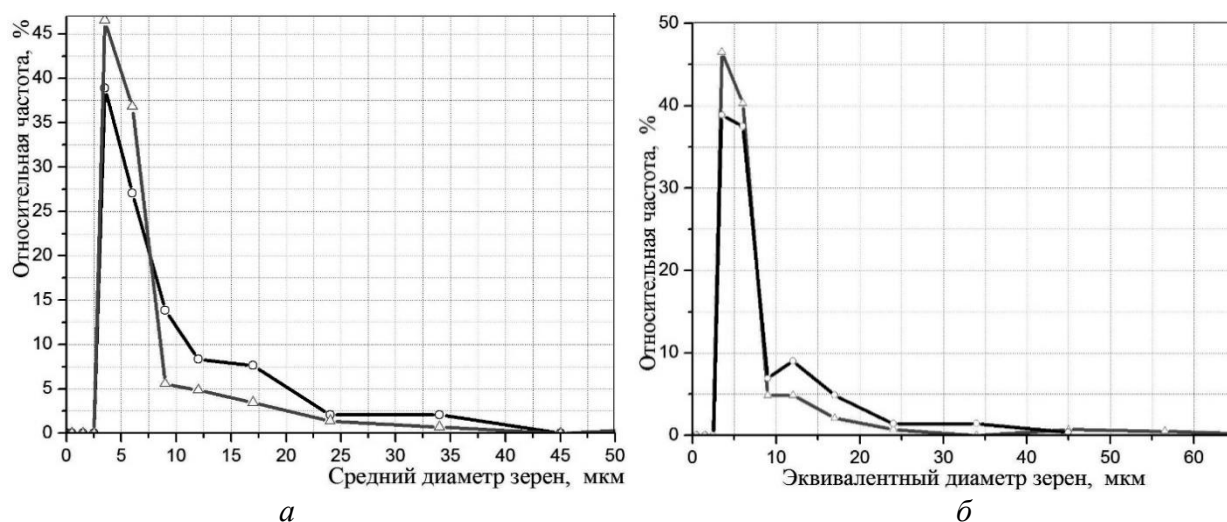 Относительная частота, %
45
40
35
30
25
20
15
10
5
0
0 5 10 15 20 25 30 35 40 45 50
Средний диаметр зерен, мкм
а
Относительная частота, %
50
40
30
20
10
0
0 10 20 30 40 50 60
Эквивалентный диаметр зерен, мкм
б